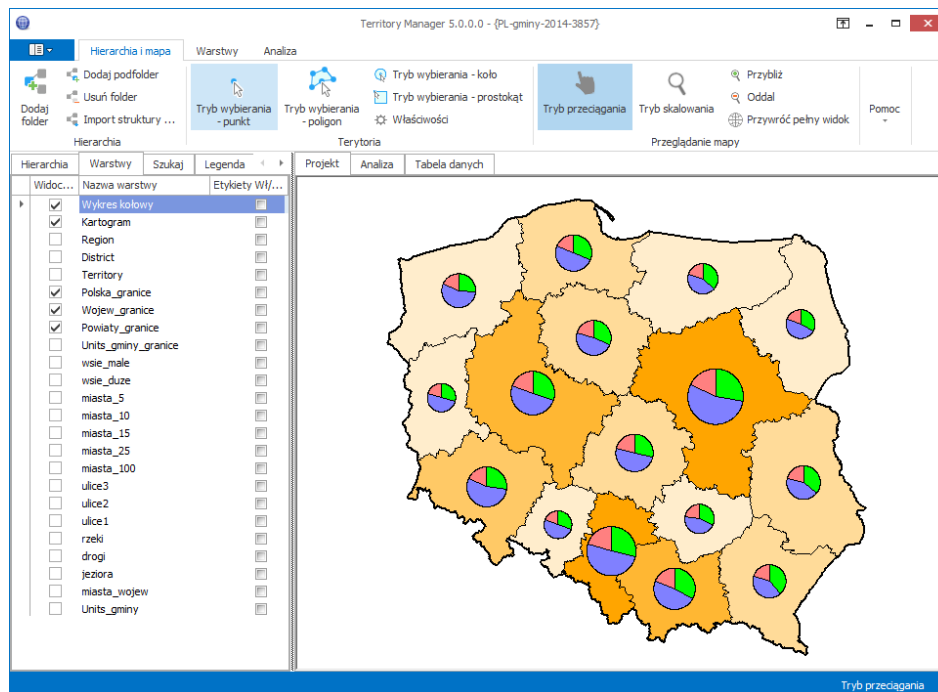 Territory Manager 5.0.0.0 - {PL-gminy-2014-3857}
Hierarchia i mapa Warstwy Analiza
Dodaj folder
Dodaj podfolder
Usuń folder
Import struktury ...
Hierarchia
Tryb wybierania - punkt
Tryb wybierania - poligon
Tryb wybierania - koło
Tryb wybierania - prostokąt
Właściwości
Terytoria
Tryb przeciągania
Tryb skalowania
Przybliż
Oddal
Przywróć pełny widok
Przeglądanie mapy
Pomoc
Hierarchia Warstwy Szukaj Legenda
Projekt Analiza Tabela danych
Widoc... Nazwa warstwy Etykiety Wł/...
Wykres kołowy
Kartogram
Region
District
Territory
Polska_granice
Wojew_granice
Powiaty_granice
Units_gminy_granice
wsie_male
wsie_duze
miasta_5
miasta_10
miasta_15
miasta_25
miasta_100
ulice3
ulice2
ulice1
rzeki
drogi
jeziora
miasta_wojew
Units_gminy
Tryb przeciągania